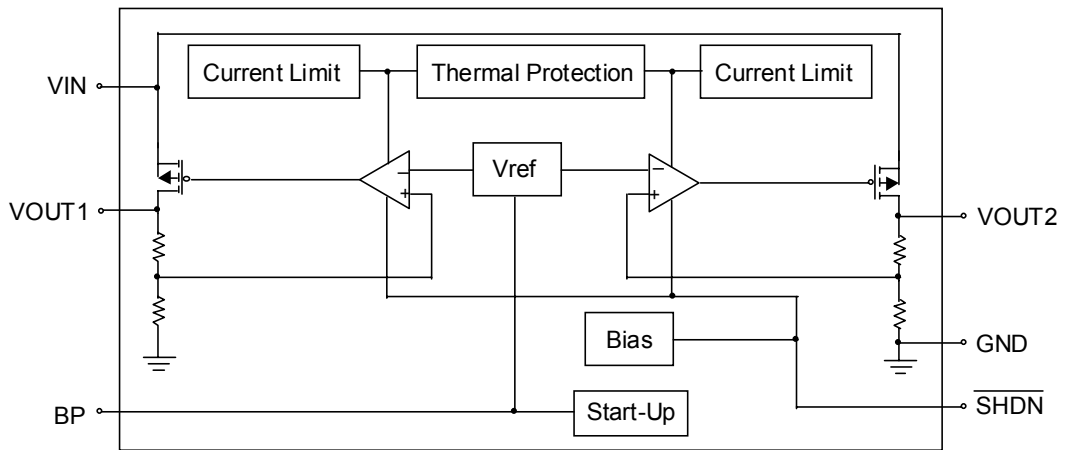 Current Limit
Thermal Protection
Current Limit
VIN
Vref
−
+
−
+
VOUT1
VOUT2
Bias
GND
BP
Start-Up
SHDN